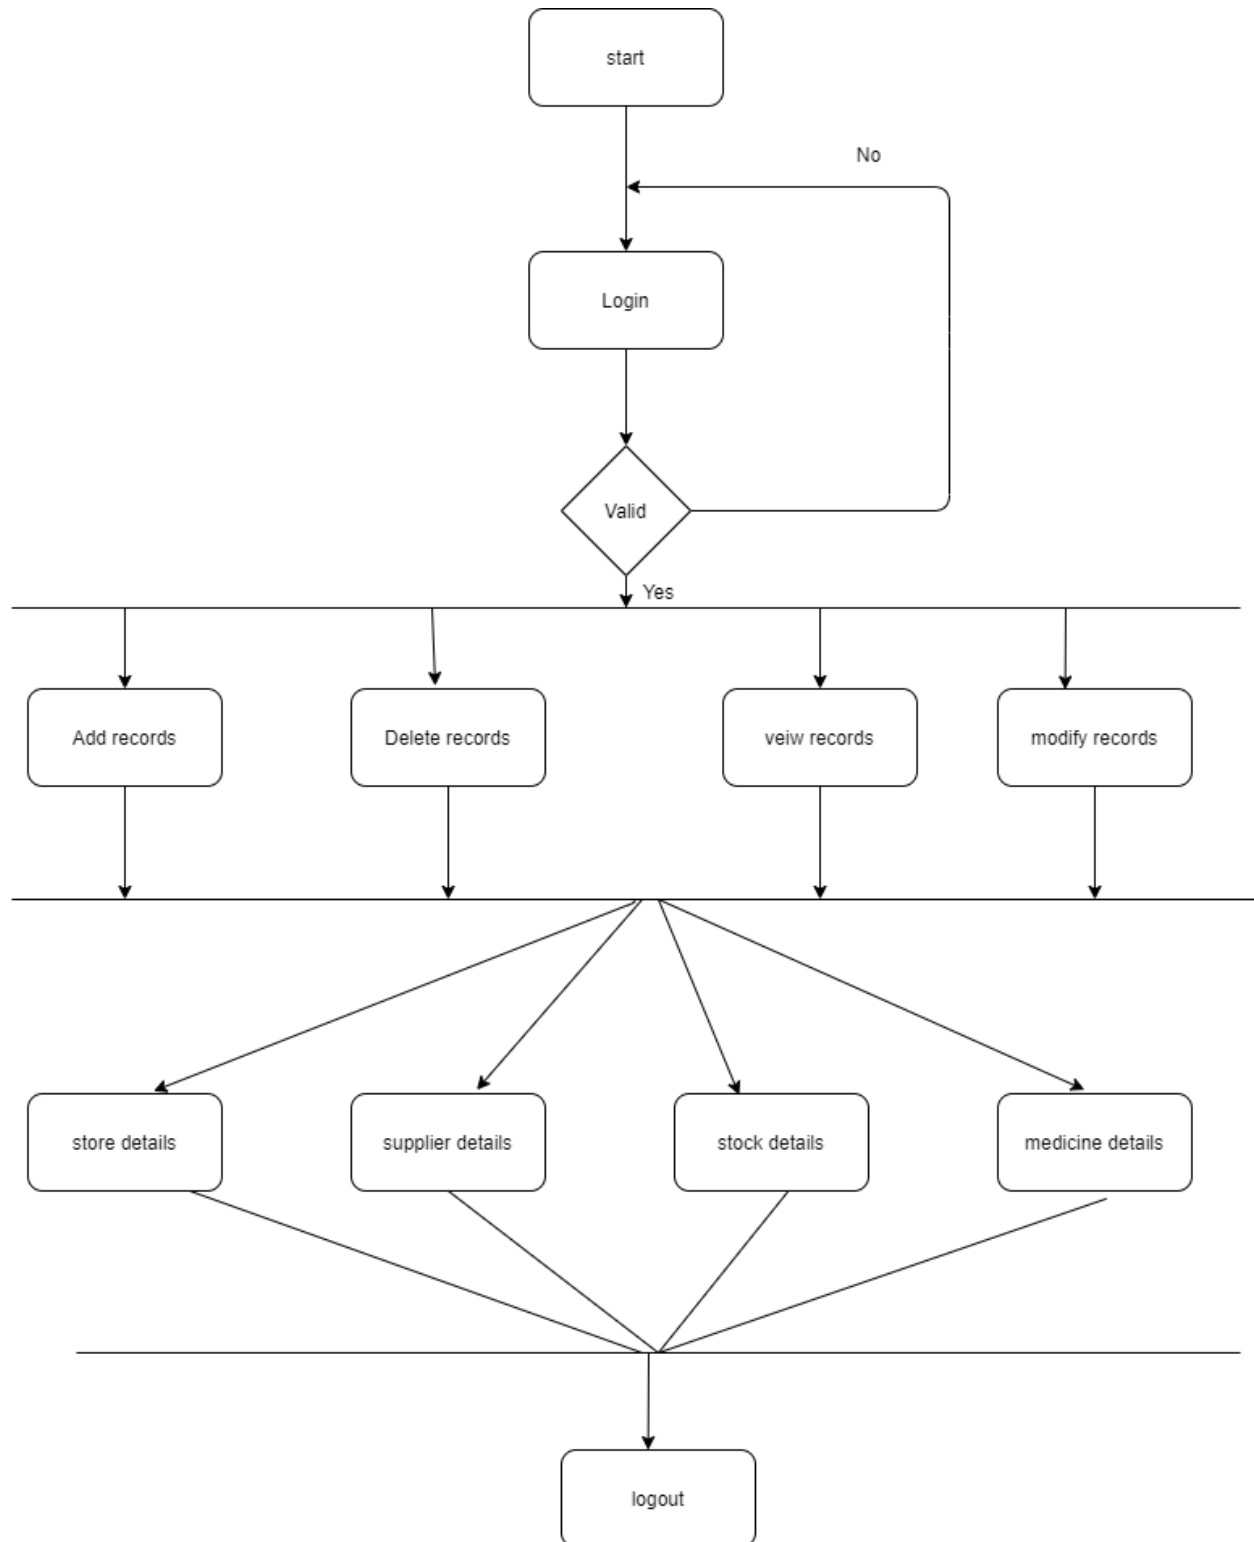 start
No
Login
Valid
Yes
Add records
Delete records
veiw records
modify records
store details
supplier details
stock details
medicine details
logout